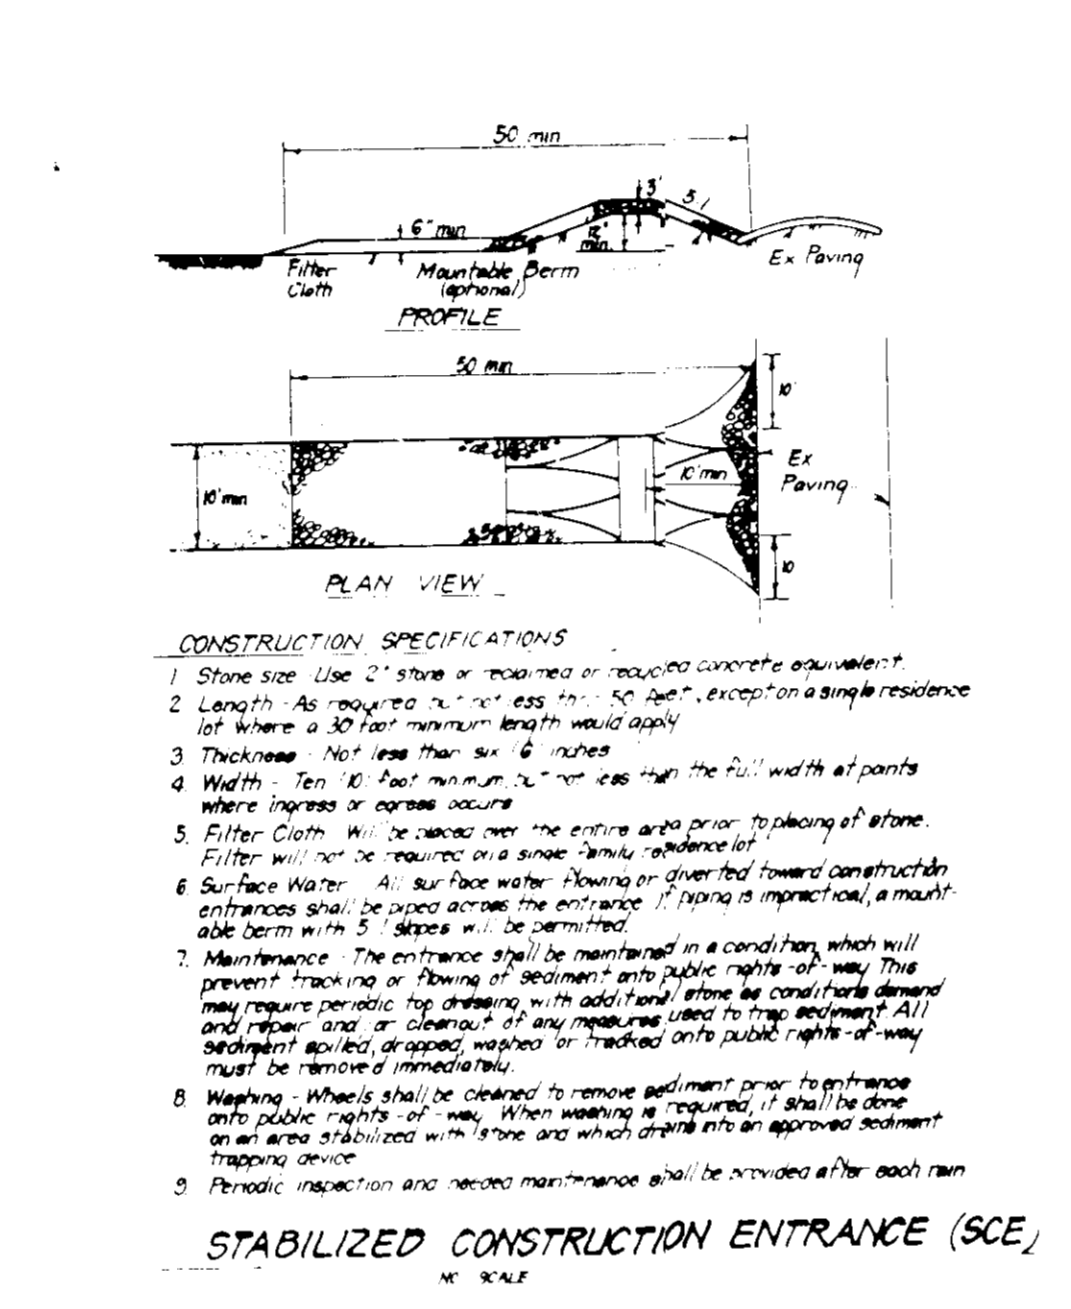 50 min
3'
5:1
6" min
12" min
Filter Cloth
Mountable Berm
(optional)
Ex Paving
PROFILE
50 min
10'
10' min
10' min
Ex
Paving
10
PLAN VIEW
CONSTRUCTION SPECIFICATIONS
1 Stone size - Use 2" stone or reclaimed or recycled concrete equivalent.
2 Length - As required but not less than 50 feet, except on a single residence
lot where a 30 foot minimum length would apply
3. Thickness - Not less than six (6) inches
4. Width - Ten (10) foot minimum, but not less than the full width at points
where ingress or egress occurs
5. Filter Cloth Will be placed over the entire area prior to placing of stone.
Filter will not be required on a single family residence lot
6. Surface Water All surface water flowing or diverted toward construction
entrances shall be piped across the entrance If piping is impractical, a mount-
able berm with 5:1 slopes will be permitted.
7. Maintenance - The entrance shall be maintained in a condition which will
prevent tracking or flowing of sediment onto public rights-of-way This
may require periodic top dressing with additional stone as conditions demand
and repair and or cleanout of any measures used to trap sediment. All
sediment spilled, dropped, washed or tracked onto public rights-of-way
must be removed immediately.
8. Washing - Wheels shall be cleaned to remove sediment prior to entrance
onto public rights-of-way When washing is required, it shall be done
on an area stabilized with stone and which drains into an approved sediment
trapping device
9. Periodic inspection and needed maintenance shall be provided after each rain
STABILIZED CONSTRUCTION ENTRANCE (SCE)
NO SCALE